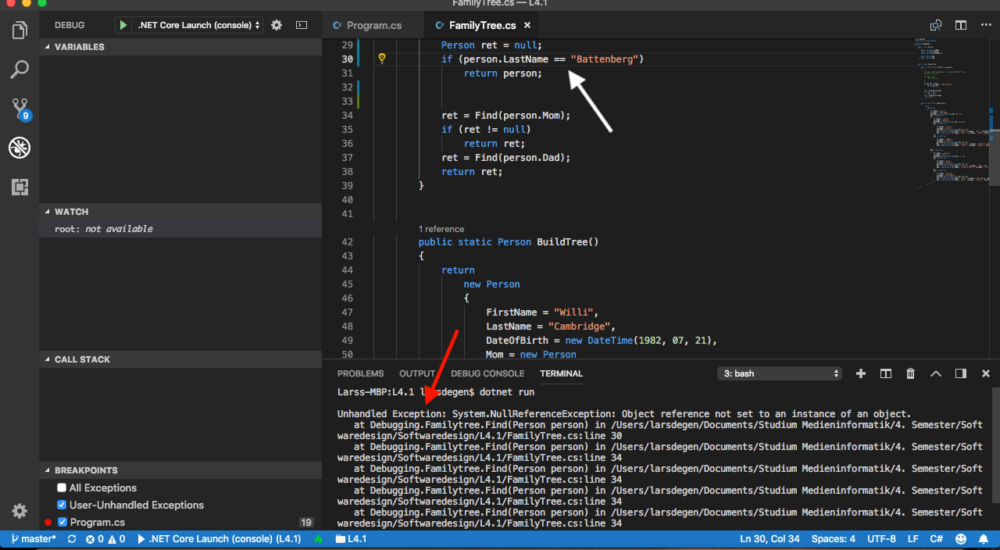 FamilyTree.cs — L4.1
DEBUG
.NET Core Launch (console)
Program.cs
FamilyTree.cs
VARIABLES
WATCH
root: not available
CALL STACK
BREAKPOINTS
All Exceptions
User-Unhandled Exceptions
Program.cs 19
9
29 Person ret = null;
30 if (person.LastName == "Battenberg")
31 return person;
32
33
34 ret = Find(person.Mom);
35 if (ret != null)
36 return ret;
37 ret = Find(person.Dad);
38 return ret;
39 }
40
41
1 reference
42 public static Person BuildTree()
43 {
44 return
45 new Person
46 {
47 FirstName = "Willi",
48 LastName = "Cambridge",
49 DateOfBirth = new DateTime(1982, 07, 21),
50 Mom = new Person
PROBLEMS OUTPUT DEBUG CONSOLE TERMINAL
3: bash
Larss-MBP:L4.1 larsdegen$ dotnet run
Unhandled Exception: System.NullReferenceException: Object reference not set to an instance of an object.
at Debugging.Familytree.Find(Person person) in /Users/larsdegen/Documents/Studium Medieninformatik/4. Semester/Soft
waredesign/Softwaredesign/L4.1/FamilyTree.cs:line 30
at Debugging.Familytree.Find(Person person) in /Users/larsdegen/Documents/Studium Medieninformatik/4. Semester/Soft
waredesign/Softwaredesign/L4.1/FamilyTree.cs:line 34
at Debugging.Familytree.Find(Person person) in /Users/larsdegen/Documents/Studium Medieninformatik/4. Semester/Soft
waredesign/Softwaredesign/L4.1/FamilyTree.cs:line 34
at Debugging.Familytree.Find(Person person) in /Users/larsdegen/Documents/Studium Medieninformatik/4. Semester/Soft
waredesign/Softwaredesign/L4.1/FamilyTree.cs:line 34
at Debugging.Familytree.Find(Person person) in /Users/larsdegen/Documents/Studium Medieninformatik/4. Semester/Soft
waredesign/Softwaredesign/L4.1/FamilyTree.cs:line 34
master* 0 0 .NET Core Launch (console) (L4.1) L4.1 Ln 30, Col 34 Spaces: 4 UTF-8 LF C#